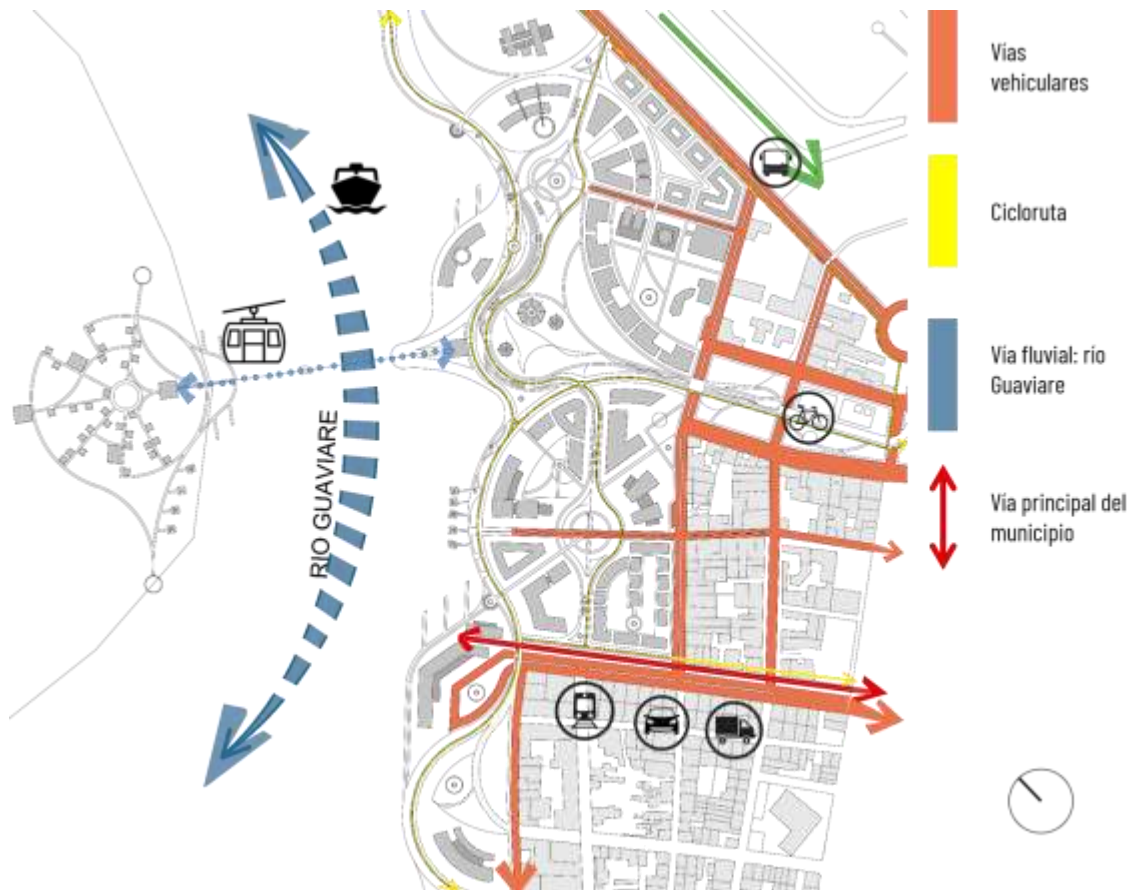 Vías
vehiculares
Cicloruta
Vía fluvial: río
Guaviare
Vía principal del
municipio
RIO GUAVIARE